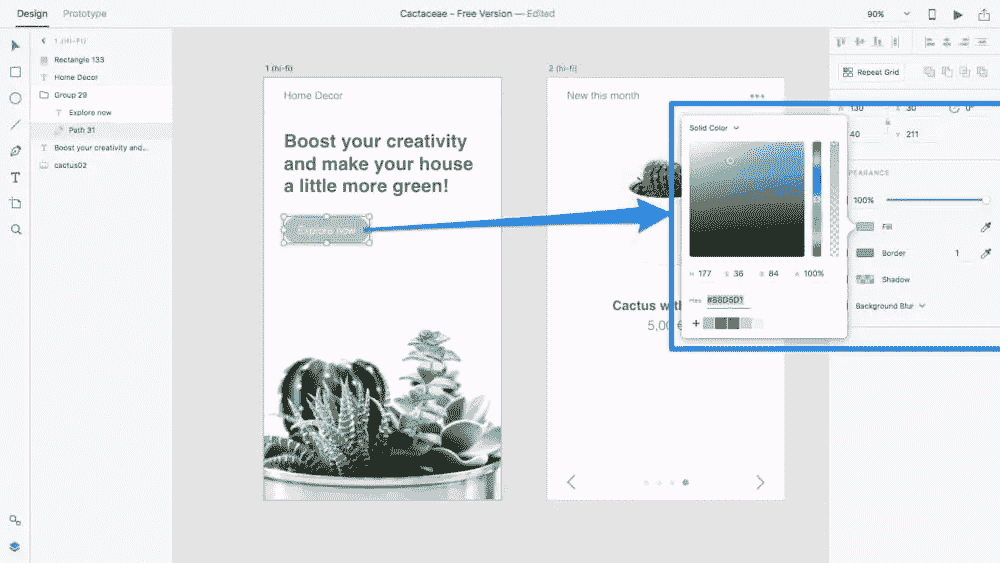 Design Prototype
Cactaceae - Free Version — Edited
90%
1 (HI-FI)
Rectangle 133
Home Decor
Group 29
Explore now
Path 31
Boost your creativity and...
cactus02
1 (hi-fi)
Home Decor
Boost your creativity
and make your house
a little more green!
Explore now
2 (hi-fi)
New this month
Cactus with
5,00 €
Repeat Grid
W 130 X 30 0°
40 Y 211
Solid Color
H 177 S 36 B 84 A 100%
Hex #88D5D1
PPEARANCE
100%
Fill
Border 1
Shadow
Background Blur